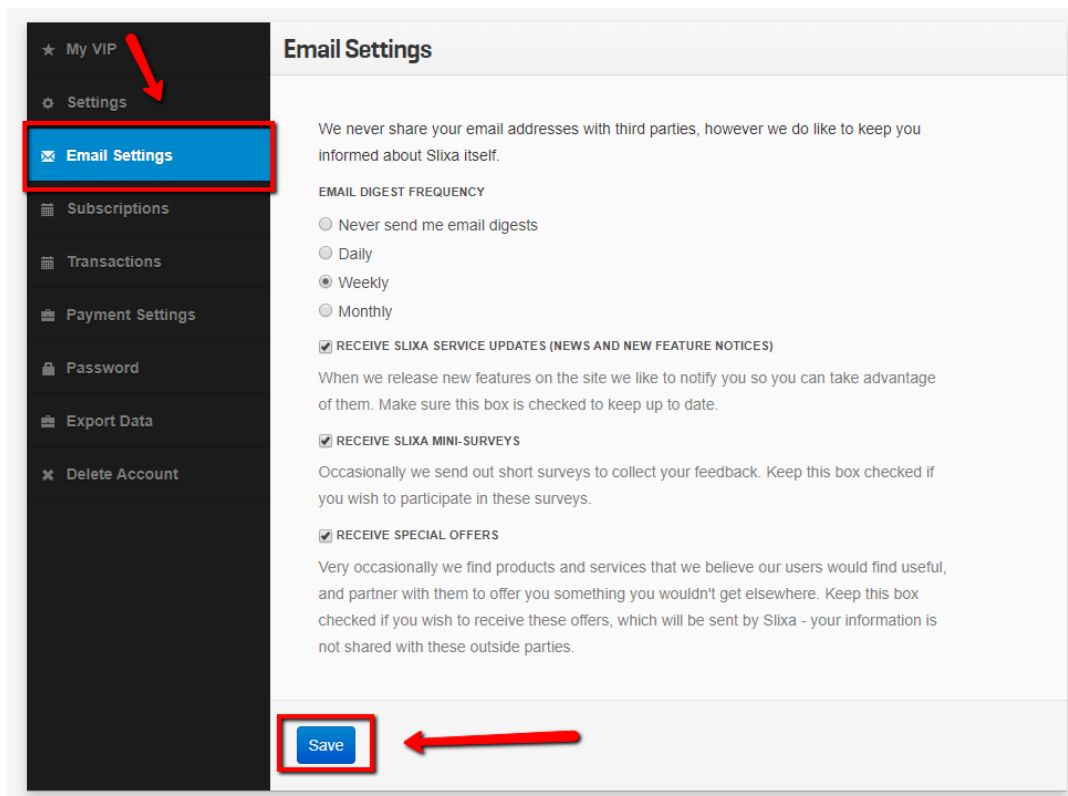 My VIP
Settings
Email Settings
Subscriptions
Transactions
Payment Settings
Password
Export Data
Delete Account
Email Settings
We never share your email addresses with third parties, however we do like to keep you
informed about Slixa itself.
EMAIL DIGEST FREQUENCY
Never send me email digests
Daily
Weekly
Monthly
RECEIVE SLIXA SERVICE UPDATES (NEWS AND NEW FEATURE NOTICES)
When we release new features on the site we like to notify you so you can take advantage
of them. Make sure this box is checked to keep up to date.
RECEIVE SLIXA MINI-SURVEYS
Occasionally we send out short surveys to collect your feedback. Keep this box checked if
you wish to participate in these surveys.
RECEIVE SPECIAL OFFERS
Very occasionally we find products and services that we believe our users would find useful,
and partner with them to offer you something you wouldn't get elsewhere. Keep this box
checked if you wish to receive these offers, which will be sent by Slixa - your information is
not shared with these outside parties.
Save